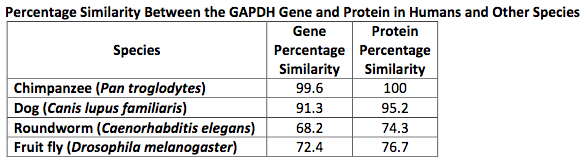 Percentage Similarity Between the GAPDH Gene and Protein in Humans and Other Species
Species Gene Percentage Similarity Protein Percentage Similarity
Chimpanzee (Pan troglodytes) 99.6 100
Dog (Canis lupus familiaris) 91.3 95.2
Roundworm (Caenorhabditis elegans) 68.2 74.3
Fruit fly (Drosophila melanogaster) 72.4 76.7